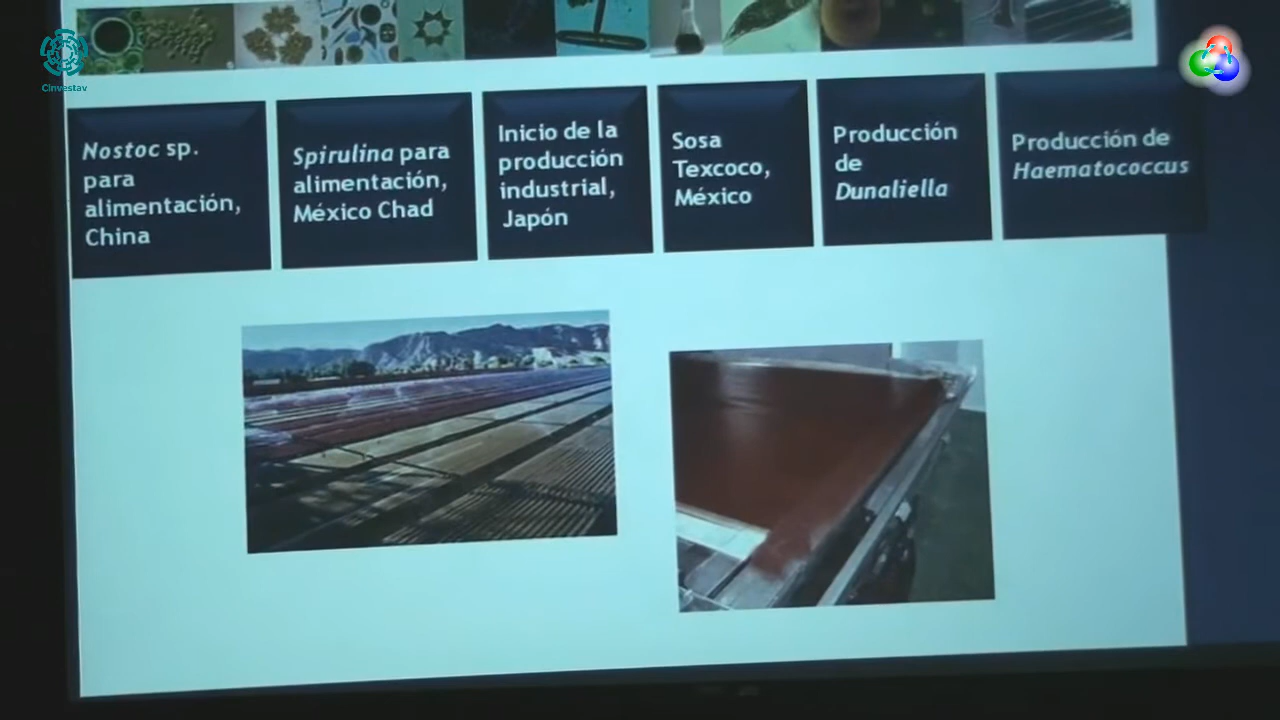 Cinvestav
Nostoc sp.
para
alimentación,
China
Spirulina para
alimentación,
México Chad
Inicio de la
producción
industrial,
Japón
Sosa
Texcoco,
México
Producción
de
Dunaliella
Producción de
Haematococcus